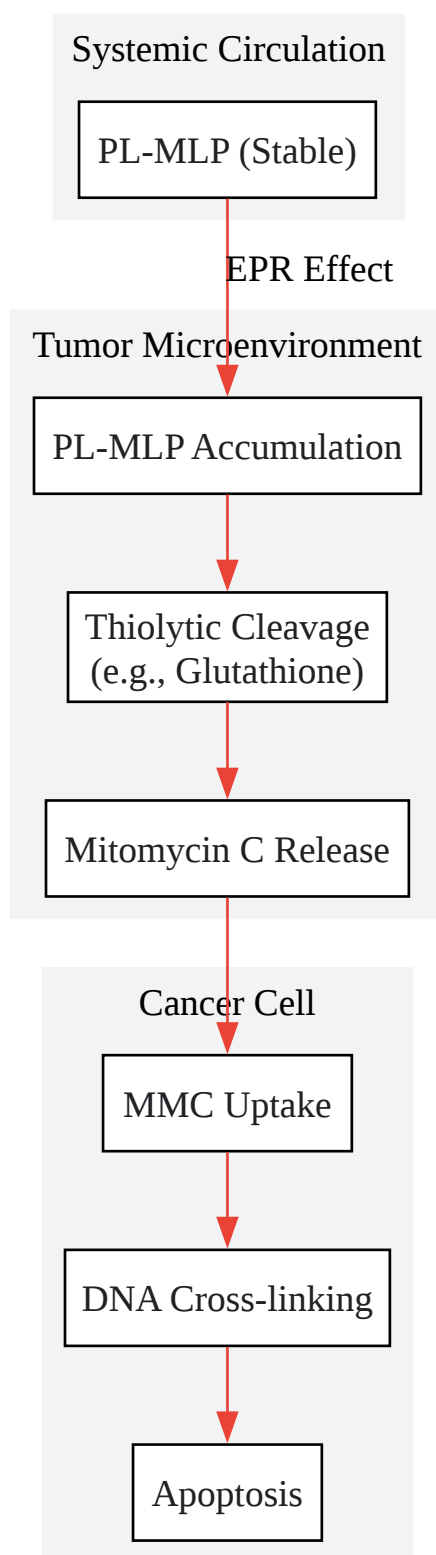 Systemic Circulation
PL-MLP (Stable)
EPR Effect
Tumor Microenvironment
PL-MLP Accumulation
Thiolytic Cleavage
(e.g., Glutathione)
Mitomycin C Release
Cancer Cell
MMC Uptake
DNA Cross-linking
Apoptosis